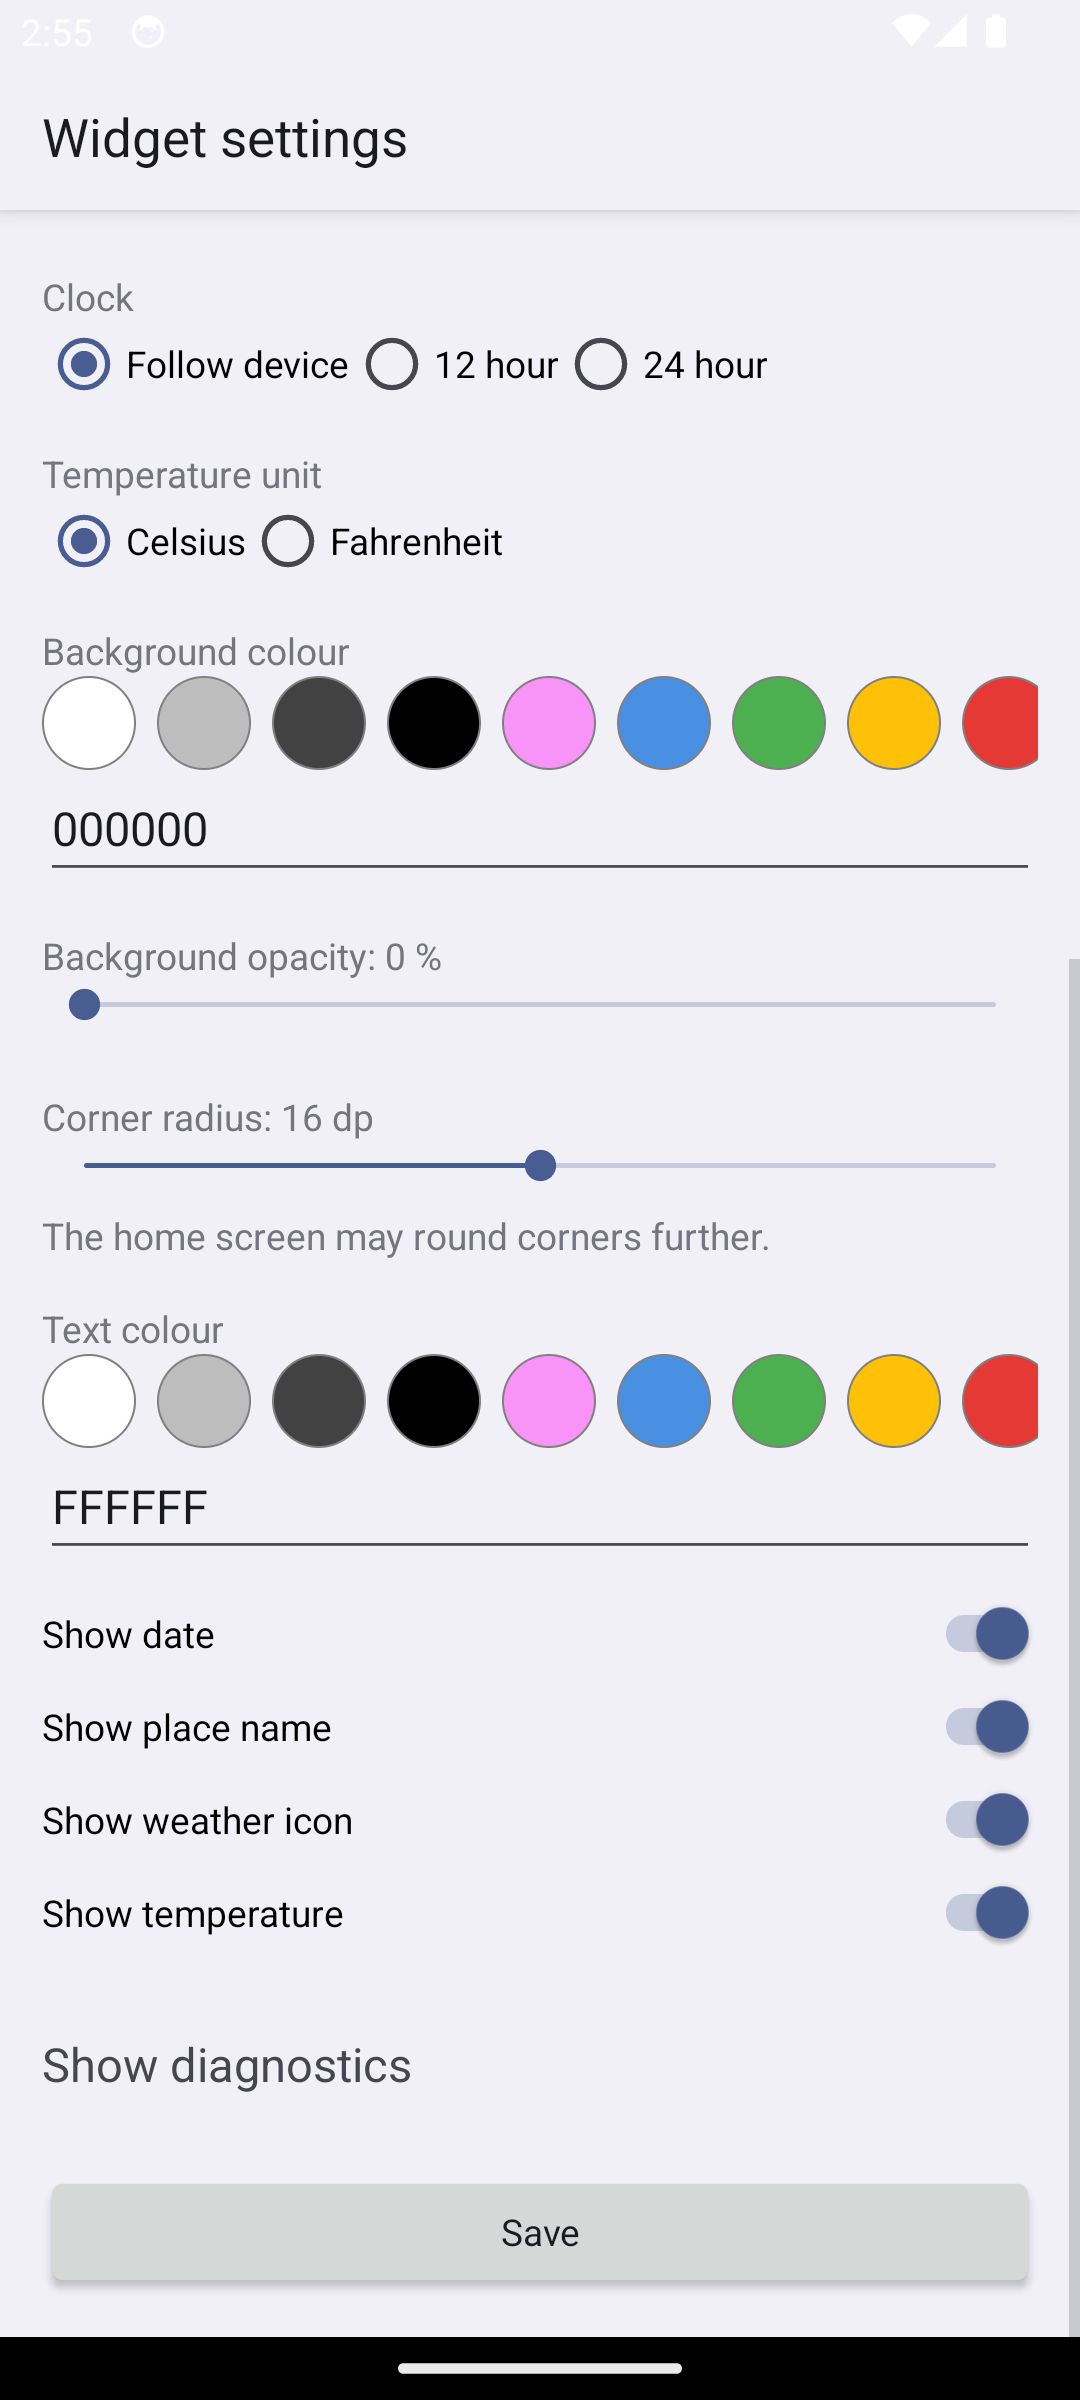 2:55
Widget settings
Clock
Follow device 12 hour 24 hour
Temperature unit
Celsius Fahrenheit
Background colour
000000
Background opacity: 0 %
Corner radius: 16 dp
The home screen may round corners further.
Text colour
FFFFFF
Show date
Show place name
Show weather icon
Show temperature
Show diagnostics
Save